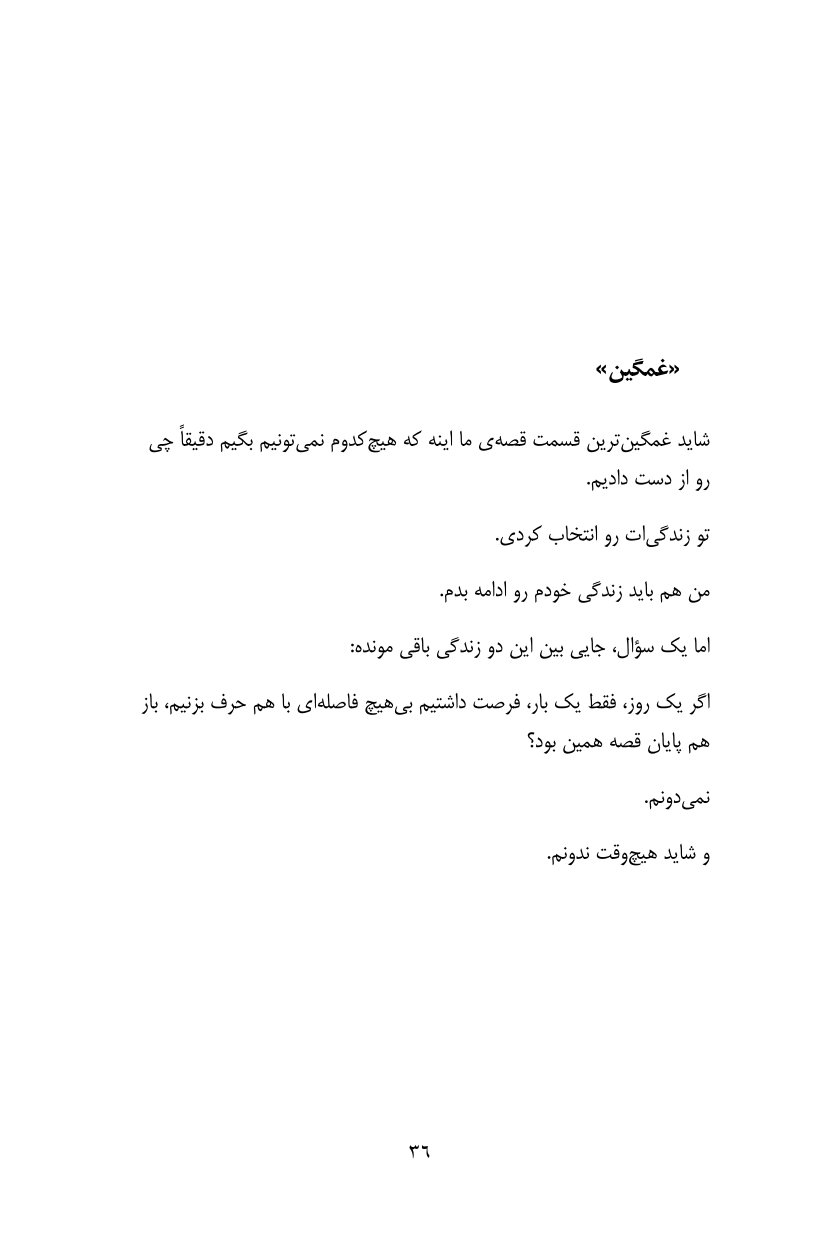 «غمگین»
شاید غمگین‌ترین قسمت قصه‌ی ما اینه که هیچ‌کدوم نمی‌تونیم بگیم دقیقاً چی
رو از دست دادیم.
تو زندگی‌ات رو انتخاب کردی.
من هم باید زندگی خودم رو ادامه بدم.
اما یک سؤال، جایی بین این دو زندگی باقی مونده:
اگر یک روز، فقط یک بار، فرصت داشتیم بی‌هیچ فاصله‌ای با هم حرف بزنیم، باز
هم پایان قصه همین بود؟
نمی‌دونم.
و شاید هیچ‌وقت ندونم.
٣٦